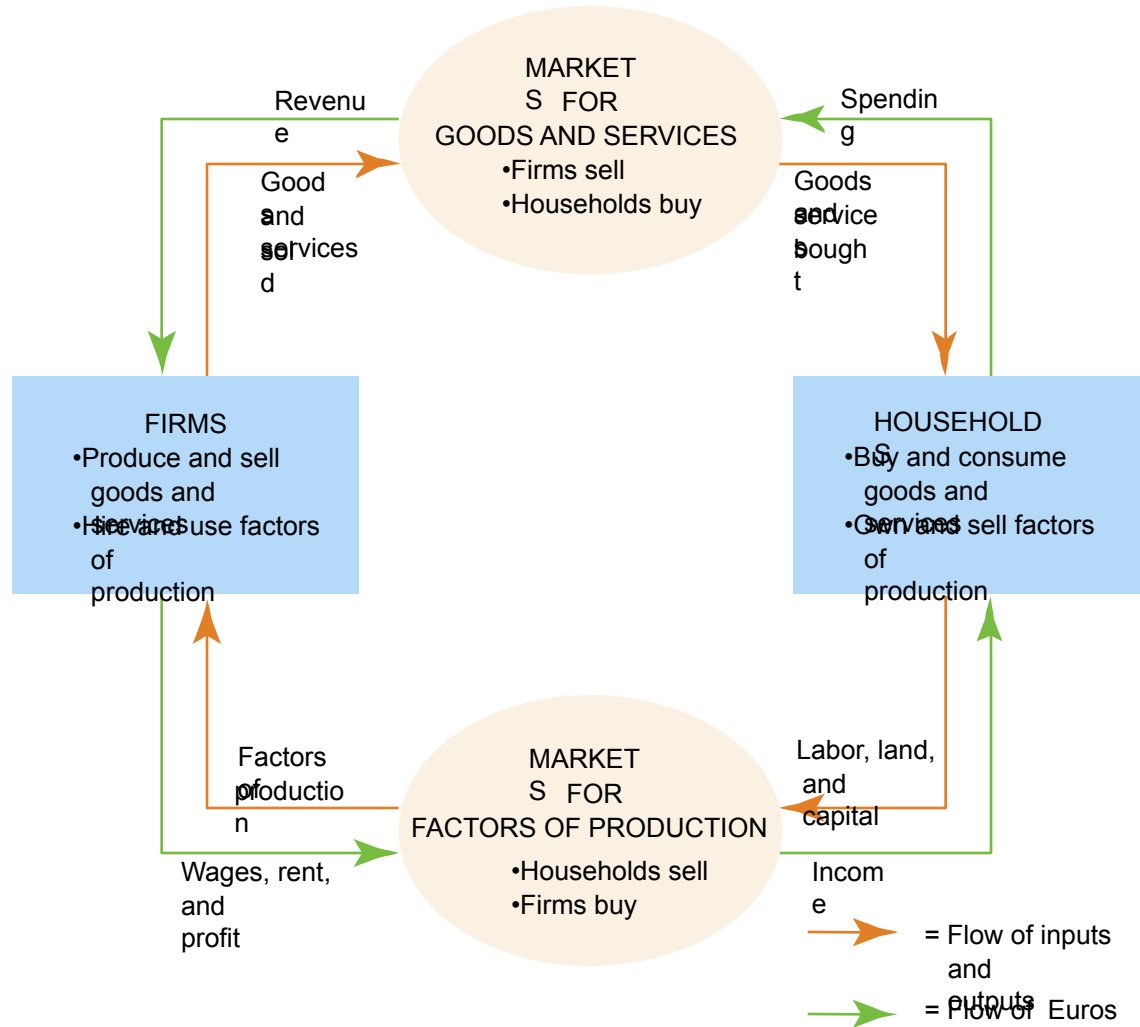 MARKET
S FOR
GOODS AND SERVICES
•Firms sell
•Households buy
Revenu
e
Spendin
g
Good
s
and
services
sol
d
Goods
and
service
s
bough
t
FIRMS
•Produce and sell
goods and
services
•Hire and use factors
of
production
HOUSEHOLD
S
•Buy and consume
goods and
services
•Own and sell factors
of
production
Factors
of
productio
n
MARKET
S FOR
FACTORS OF PRODUCTION
•Households sell
•Firms buy
Labor, land,
and
capital
Wages, rent,
and
profit
Incom
e
= Flow of inputs
and
outputs
= Flow of Euros